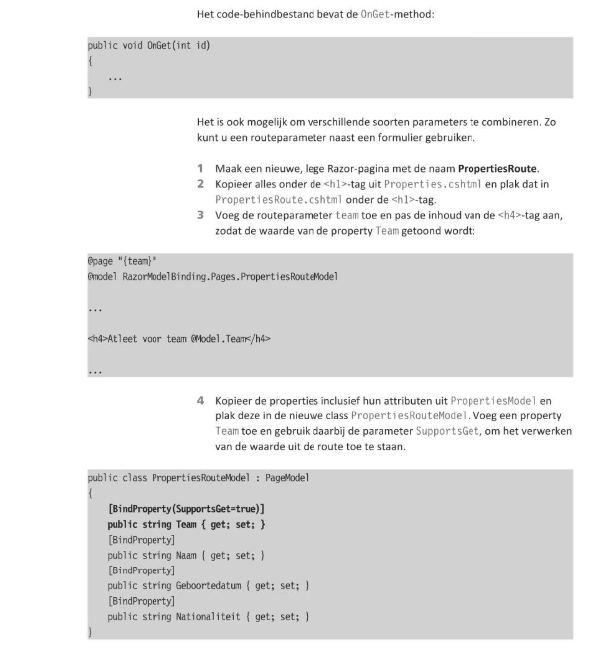 Het code-behindbestand bevat de OnGet-method:
public void OnGet(int id)
{
...
}
Het is ook mogelijk om verschillende soorten parameters te combineren. Zo
kunt u een routeparameter naast een formulier gebruiken.
1 Maak een nieuwe, lege Razor-pagina met de naam PropertiesRoute.
2 Kopieer alles onder de <h1>-tag uit Properties.cshtml en plak dat in
PropertiesRoute.cshtml onder de <h1>-tag.
3 Voeg de routeparameter team toe en pas de inhoud van de <h4>-tag aan,
zodat de waarde van de property Team getoond wordt:
@page "{team}"
@model RazorModelBinding.Pages.PropertiesRouteModel
...
<h4>Atleet voor team @Model.Team</h4>
...
4 Kopieer de properties inclusief hun attributen uit PropertiesModel en
plak deze in de nieuwe class PropertiesRouteModel. Voeg een property
Team toe en gebruik daarbij de parameter SupportsGet, om het verwerken
van de waarde uit de route toe te staan.
public class PropertiesRouteModel : PageModel
{
[BindProperty(SupportsGet=true)]
public string Team { get; set; }
[BindProperty]
public string Naam { get; set; }
[BindProperty]
public string Geboortedatum { get; set; }
[BindProperty]
public string Nationaliteit { get; set; }
}